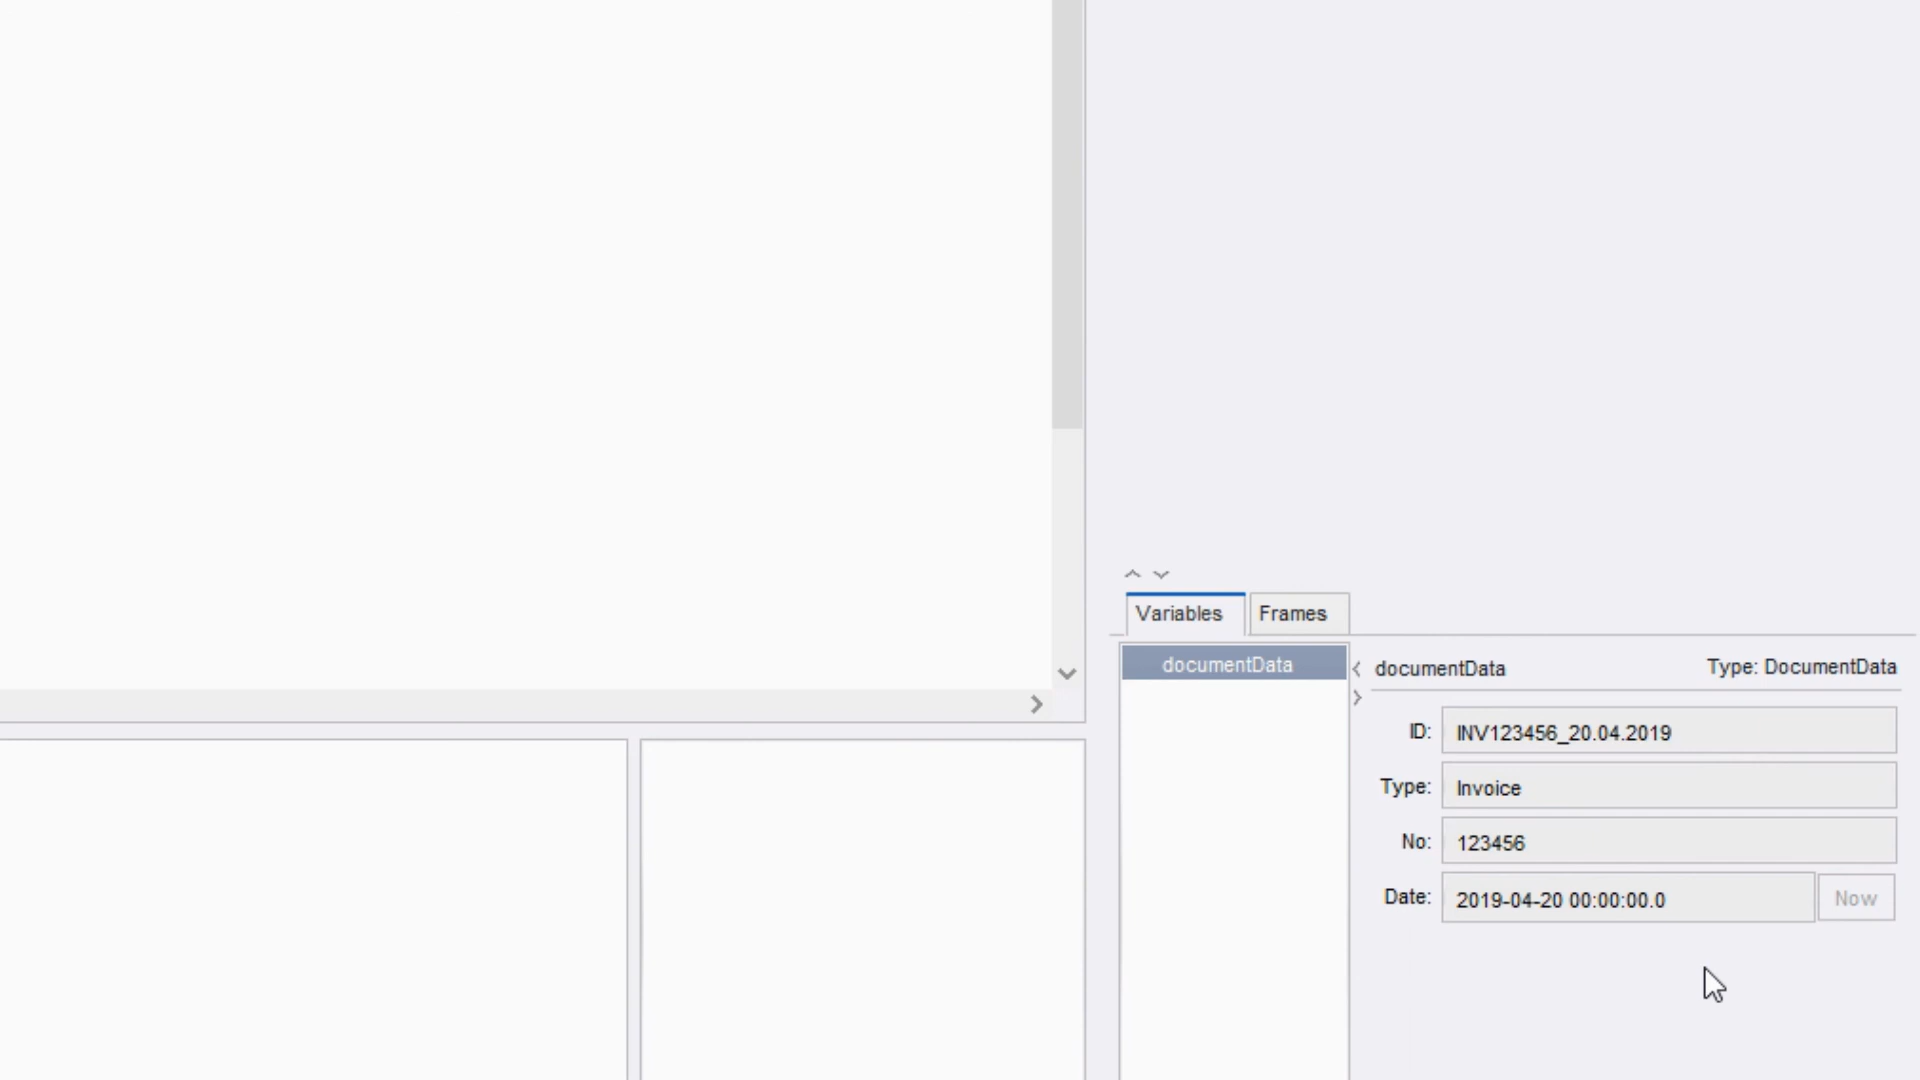 Variables Frames
documentData
documentData Type: DocumentData
ID: INV123456_20.04.2019
Type: Invoice
No: 123456
Date: 2019-04-20 00:00:00.0 Now